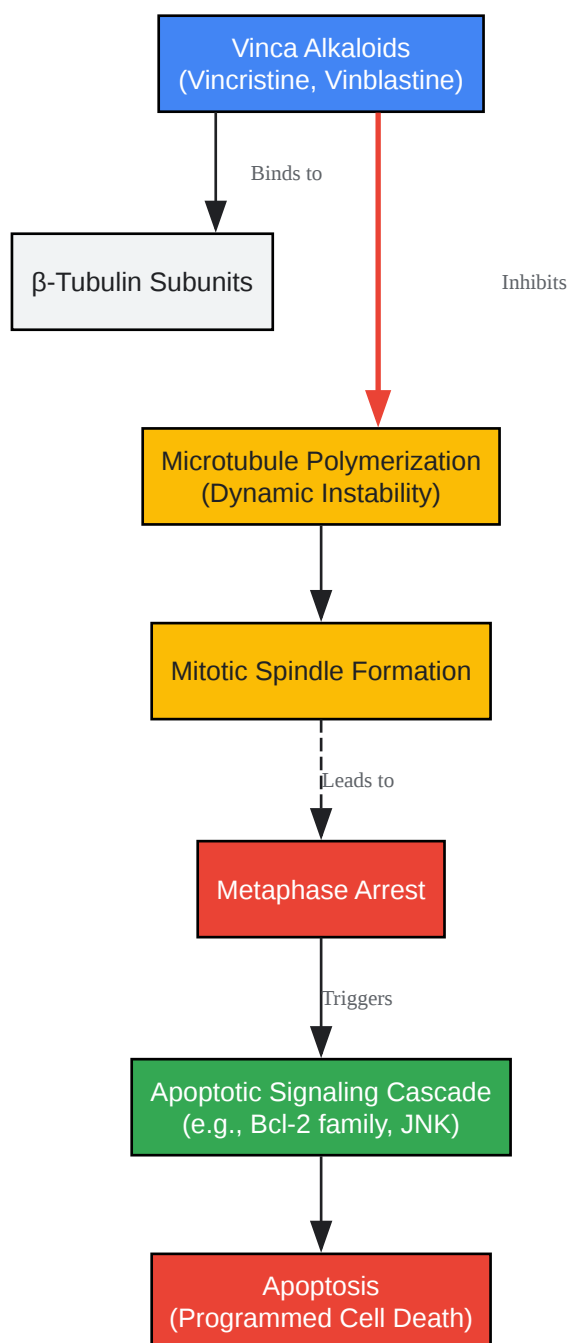 Vinca Alkaloids
(Vincristine, Vinblastine)
Binds to
β-Tubulin Subunits
Inhibits
Microtubule Polymerization
(Dynamic Instability)
Mitotic Spindle Formation
Leads to
Metaphase Arrest
Triggers
Apoptotic Signaling Cascade
(e.g., Bcl-2 family, JNK)
Apoptosis
(Programmed Cell Death)